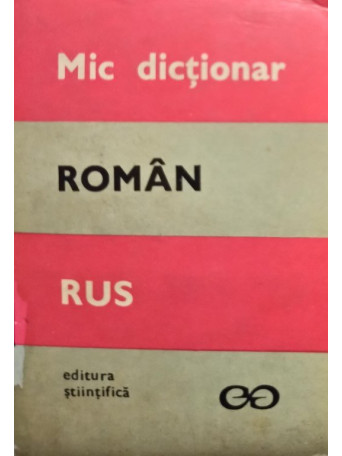 Mic dicționar
ROMÂN
RUS
editura
științifică